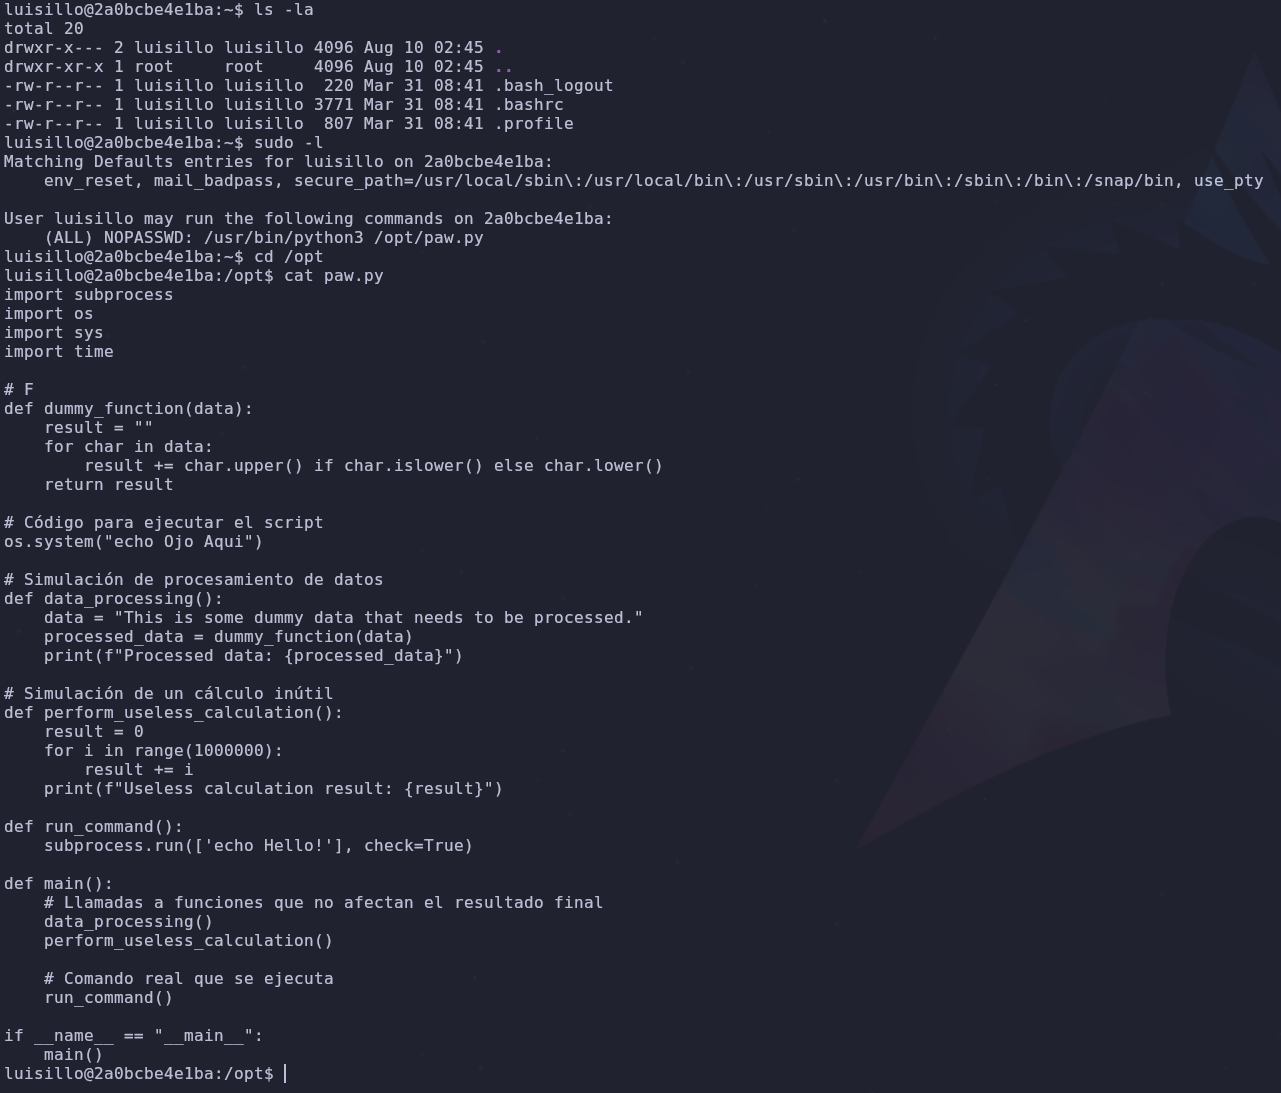 luisillo@2a0bcbe4e1ba:~$ ls -la
total 20
drwxr-x--- 2 luisillo luisillo 4096 Aug 10 02:45 .
drwxr-xr-x 1 root     root     4096 Aug 10 02:45 ..
-rw-r--r-- 1 luisillo luisillo  220 Mar 31 08:41 .bash_logout
-rw-r--r-- 1 luisillo luisillo 3771 Mar 31 08:41 .bashrc
-rw-r--r-- 1 luisillo luisillo  807 Mar 31 08:41 .profile
luisillo@2a0bcbe4e1ba:~$ sudo -l
Matching Defaults entries for luisillo on 2a0bcbe4e1ba:
    env_reset, mail_badpass, secure_path=/usr/local/sbin\:/usr/local/bin\:/usr/sbin\:/usr/bin\:/sbin\:/bin\:/snap/bin, use_pty

User luisillo may run the following commands on 2a0bcbe4e1ba:
    (ALL) NOPASSWD: /usr/bin/python3 /opt/paw.py
luisillo@2a0bcbe4e1ba:~$ cd /opt
luisillo@2a0bcbe4e1ba:/opt$ cat paw.py
import subprocess
import os
import sys
import time

# F
def dummy_function(data):
    result = ""
    for char in data:
        result += char.upper() if char.islower() else char.lower()
    return result

# Código para ejecutar el script
os.system("echo Ojo Aqui")

# Simulación de procesamiento de datos
def data_processing():
    data = "This is some dummy data that needs to be processed."
    processed_data = dummy_function(data)
    print(f"Processed data: {processed_data}")

# Simulación de un cálculo inútil
def perform_useless_calculation():
    result = 0
    for i in range(1000000):
        result += i
    print(f"Useless calculation result: {result}")

def run_command():
    subprocess.run(['echo Hello!'], check=True)

def main():
    # Llamadas a funciones que no afectan el resultado final
    data_processing()
    perform_useless_calculation()

    # Comando real que se ejecuta
    run_command()

if __name__ == "__main__":
    main()
luisillo@2a0bcbe4e1ba:/opt$